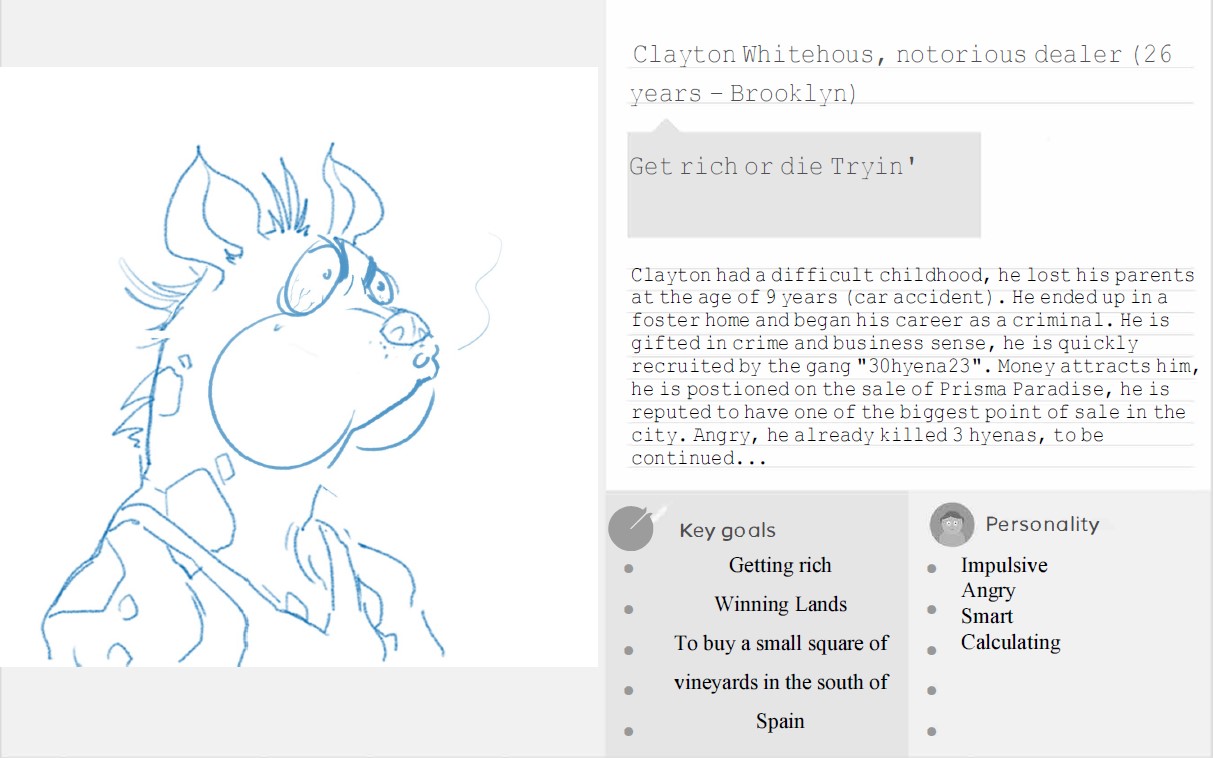 Clayton Whitehous, notorious dealer (26
years – Brooklyn)
Get rich or die Tryin'
Clayton had a difficult childhood, he lost his parents
at the age of 9 years (car accident). He ended up in a
foster home and began his career as a criminal. He is
gifted in crime and business sense, he is quickly
recruited by the gang "30hyena23". Money attracts him,
he is postioned on the sale of Prisma Paradise, he is
reputed to have one of the biggest point of sale in the
city. Angry, he already killed 3 hyenas, to be
continued...
Key goals
Getting rich
Winning Lands
To buy a small square of
vineyards in the south of
Spain
Personality
Impulsive
Angry
Smart
Calculating